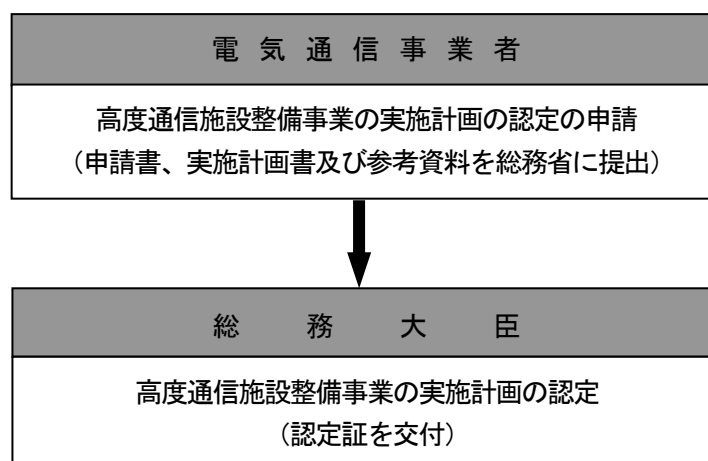 電気通信事業者
高度通信施設整備事業の実施計画の認定の申請
（申請書、実施計画書及び参考資料を総務省に提出）
総務大臣
高度通信施設整備事業の実施計画の認定
（認定証を交付）